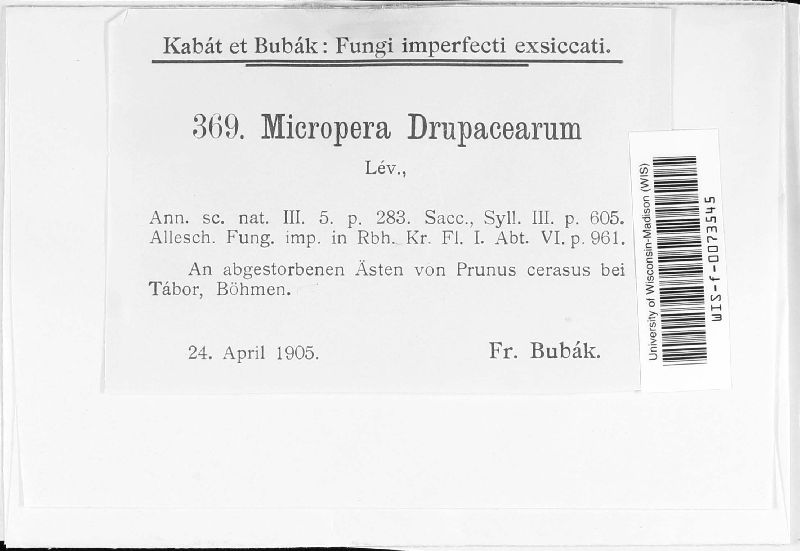 Kabát et Bubák: Fungi imperfecti exsiccati.
369. Micropera Drupacearum
Lév.,
Ann. sc. nat. III. 5. p. 283. Sacc., Syll. III. p. 605.
Allesch. Fung. imp. in Rbh. Kr. Fl. I. Abt. VI. p. 961.
An abgestorbenen Ästen von Prunus cerasus bei
Tábor, Böhmen.
24. April 1905.
Fr. Bubák.
University of Wisconsin-Madison (WIS)
WIS-f-0073545